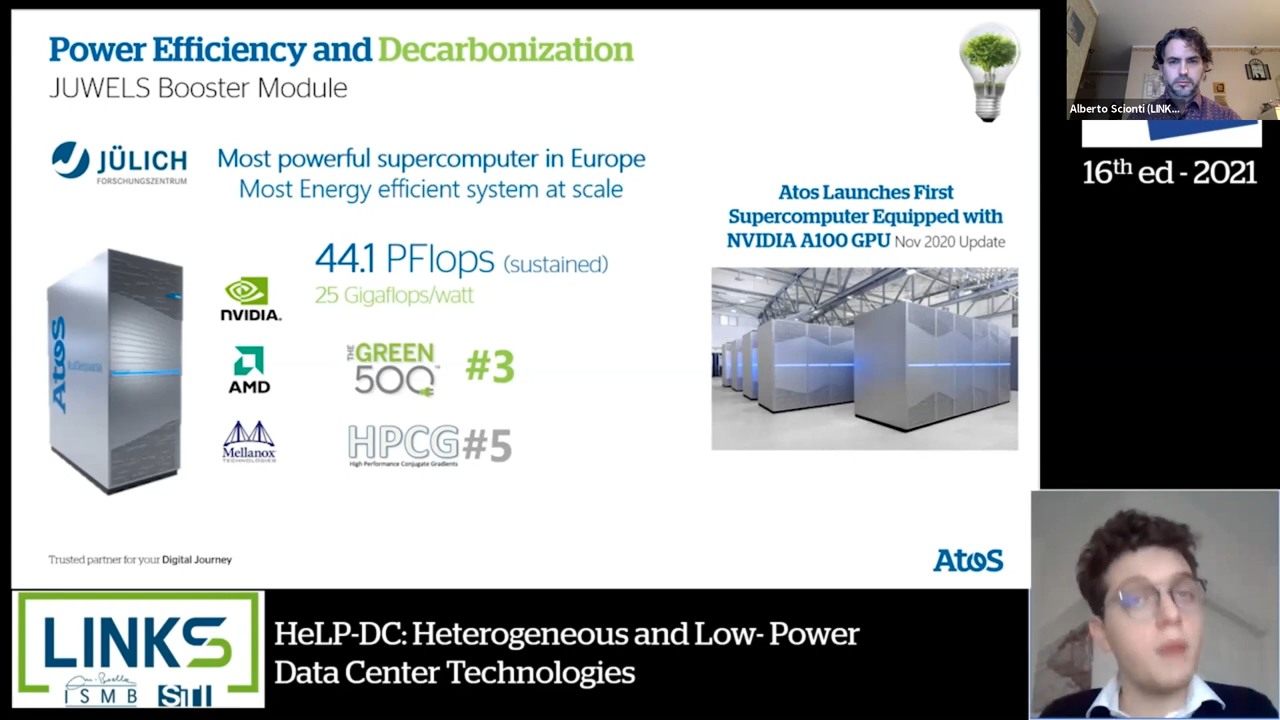 Power Efficiency and Decarbonization
JUWELS Booster Module
JÜLICH
FORSCHUNGSZENTRUM
Most powerful supercomputer in Europe
Most Energy efficient system at scale
44.1 PFlops (sustained)
25 Gigaflops/watt
NVIDIA.
AMD
Mellanox
TECHNOLOGIES
THE GREEN
500™
#3
HPCG #5
High Performance Conjugate Gradients
Atos
Atos Launches First
Supercomputer Equipped with
NVIDIA A100 GPU Nov 2020 Update
Trusted partner for your Digital Journey
Atos
Alberto Scionti (LINK...
16th ed - 2021
LINKS
ISMB
STI
HeLP-DC: Heterogeneous and Low- Power
Data Center Technologies